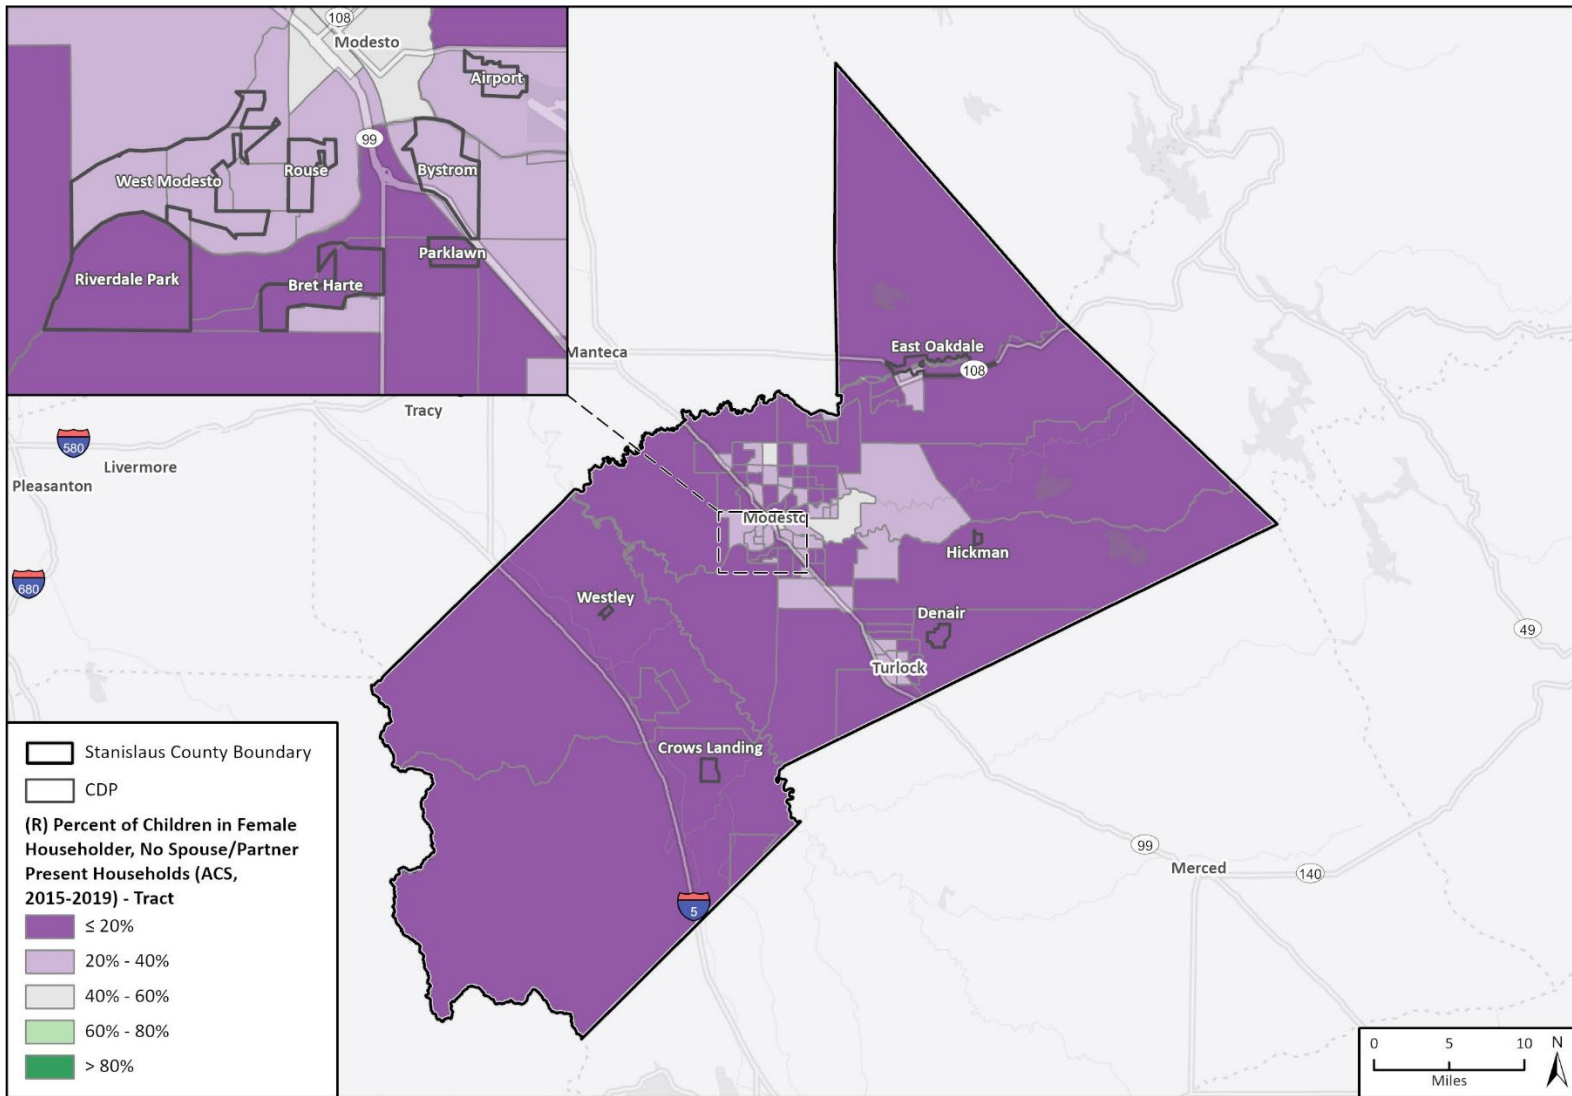 108
Modesto
Airport
99
West Modesto
Rouse
Bystrom
Parklawn
Riverdale Park
Bret Harte
Manteca
Tracy
580
Livermore
Pleasanton
680
East Oakdale
108
Modesto
Hickman
Westley
Denair
Turlock
49
Crows Landing
5
99
Merced
140
Stanislaus County Boundary
CDP
(R) Percent of Children in Female
Householder, No Spouse/Partner
Present Households (ACS,
2015-2019) - Tract
≤ 20%
20% - 40%
40% - 60%
60% - 80%
> 80%
0 5 10
Miles
N